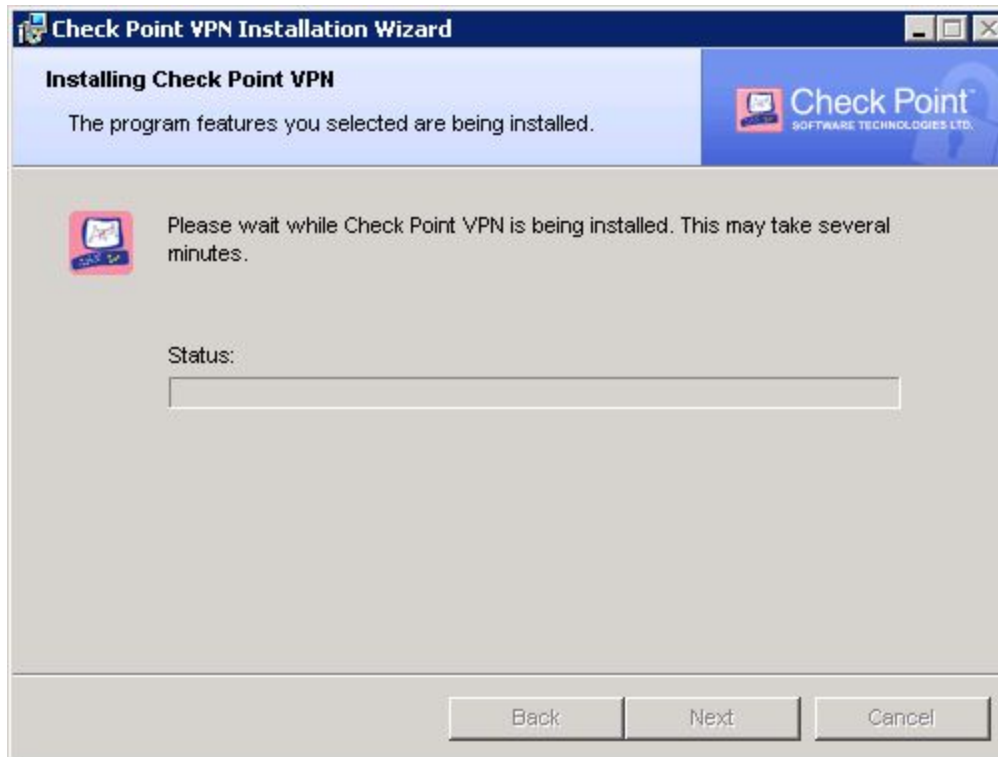 Check Point VPN Installation Wizard
Installing Check Point VPN
The program features you selected are being installed.
Check Point™
SOFTWARE TECHNOLOGIES LTD.
Please wait while Check Point VPN is being installed. This may take several
minutes.
Status:
Back
Next
Cancel